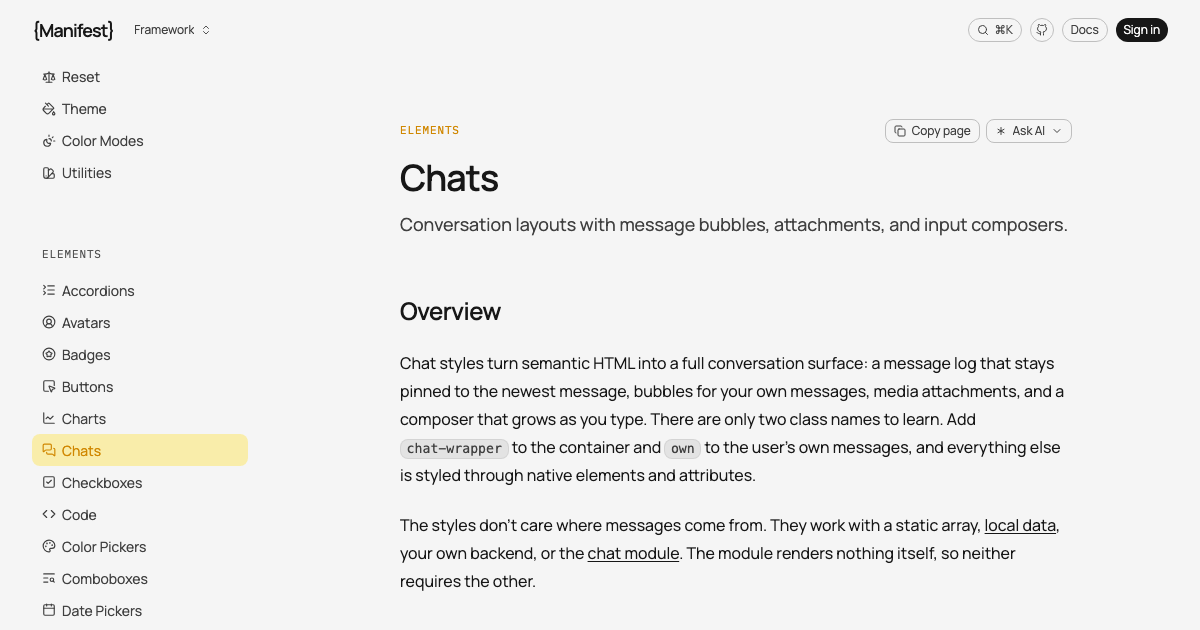 {Manifest}
Framework
⌘K
Docs
Sign in
Reset
Theme
Color Modes
Utilities
ELEMENTS
Accordions
Avatars
Badges
Buttons
Charts
Chats
Checkboxes
Code
Color Pickers
Comboboxes
Date Pickers
ELEMENTS
Copy page
Ask AI
Chats
Conversation layouts with message bubbles, attachments, and input composers.
Overview
Chat styles turn semantic HTML into a full conversation surface: a message log that stays
pinned to the newest message, bubbles for your own messages, media attachments, and a
composer that grows as you type. There are only two class names to learn. Add
chat-wrapper to the container and own to the user's own messages, and everything else
is styled through native elements and attributes.
The styles don't care where messages come from. They work with a static array, local data,
your own backend, or the chat module. The module renders nothing itself, so neither
requires the other.